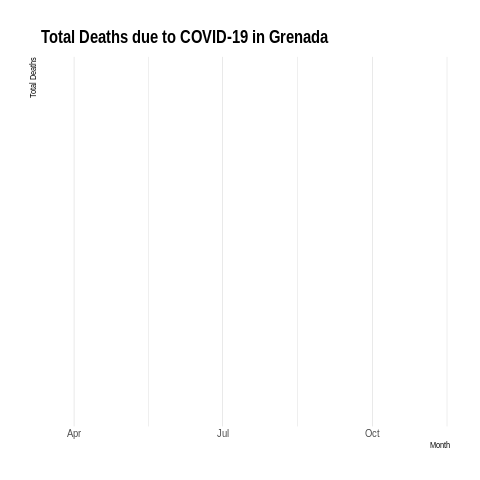 Total Deaths due to COVID-19 in Grenada
Total Deaths
Apr
Jul
Oct
Month